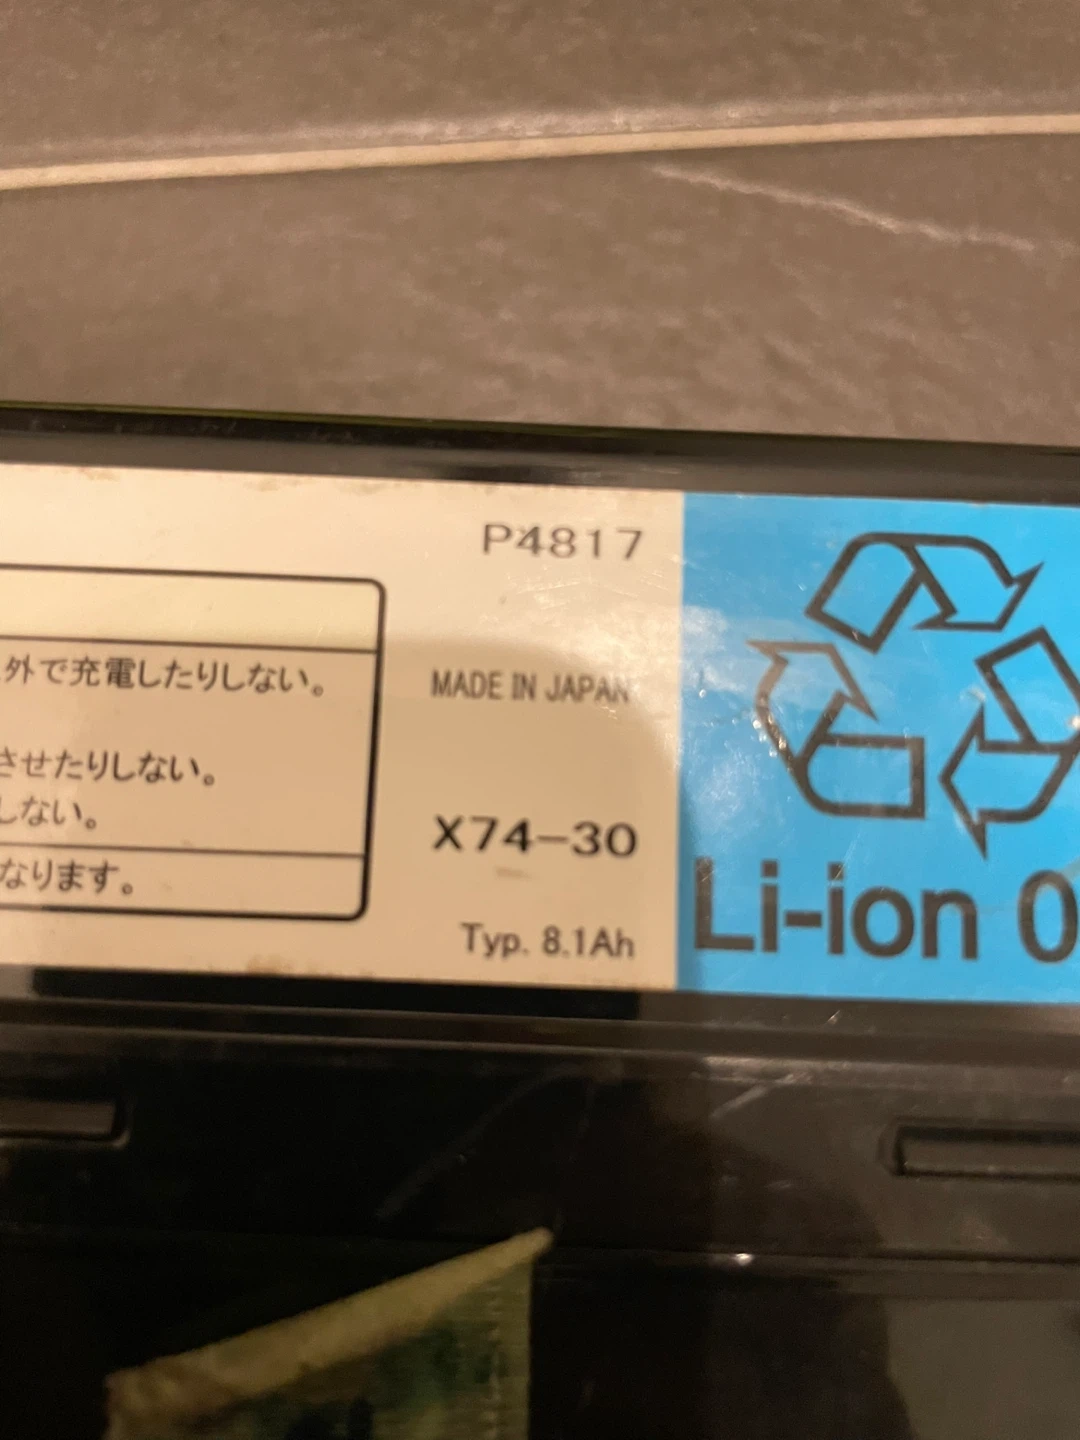 P4817
外で充電したりしない。
MADE IN JAPAN
させたりしない。
しない。
X74-30
なります。
Typ. 8.1Ah
Li-ion 0